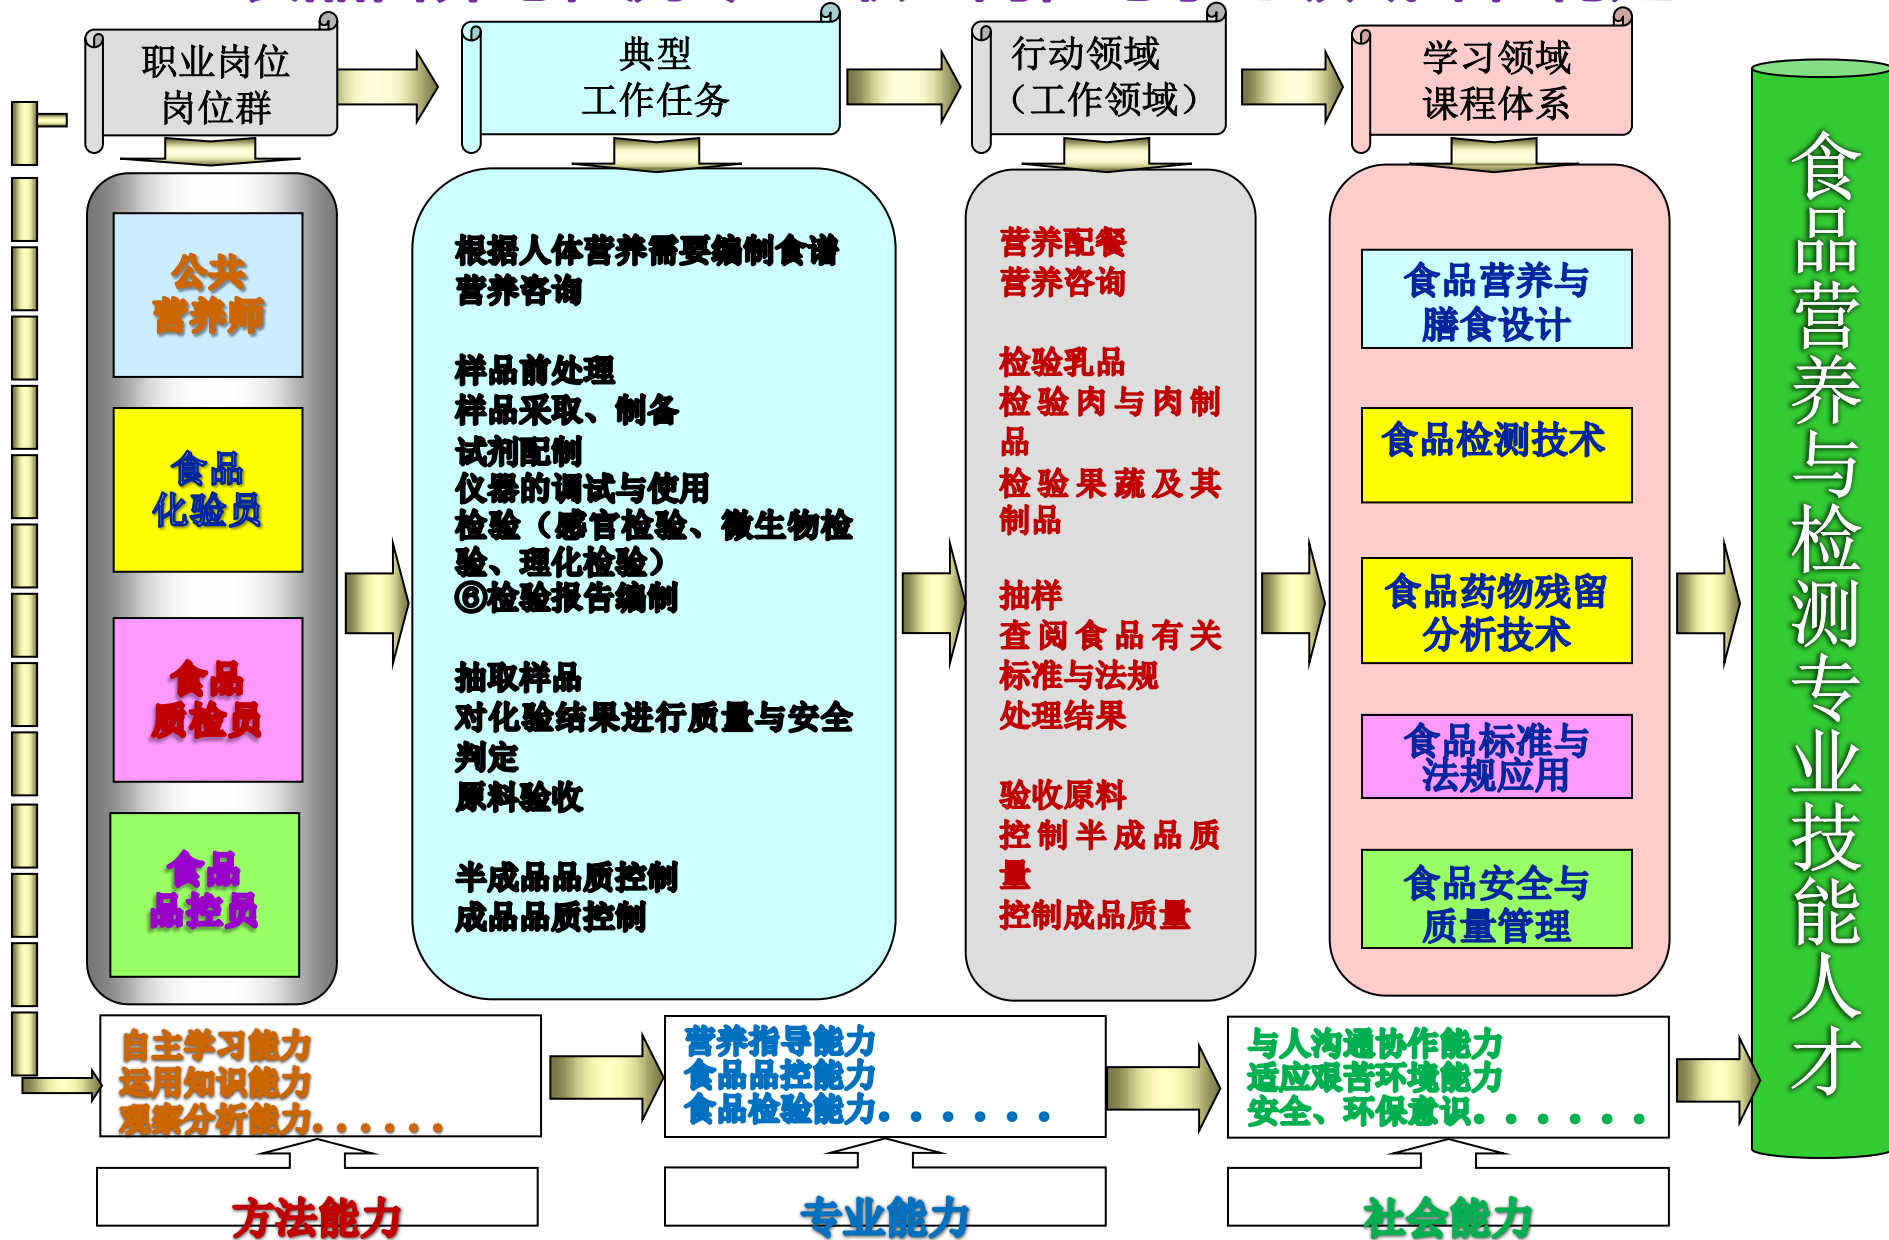 职业岗位
岗位群
典型
工作任务
行动领域
（工作领域）
学习领域
课程体系
公共
营养师
食品
化验员
食品
质检员
食品
品控员
根据人体营养需要编制食谱
营养咨询
样品前处理
样品采取、制备
试剂配制
仪器的调试与使用
检验（感官检验、微生物检
验、理化检验）
⑥检验报告编制
抽取样品
对化验结果进行质量与安全
判定
原料验收
半成品品质控制
成品品质控制
营养配餐
营养咨询
检验乳品
检验肉与肉制
品
检验果蔬及其
制品
抽样
查阅食品有关
标准与法规
处理结果
验收原料
控制半成品质
量
控制成品质量
食品营养与
膳食设计
食品检测技术
食品药物残留
分析技术
食品标准与
法规应用
食品安全与
质量管理
食品营养与检测专业技能人才
自主学习能力
运用知识能力
观察分析能力......
营养指导能力
食品品控能力
食品检验能力。。。。。。
与人沟通协作能力
适应艰苦环境能力
安全、环保意识。。。。。。
方法能力
专业能力
社会能力